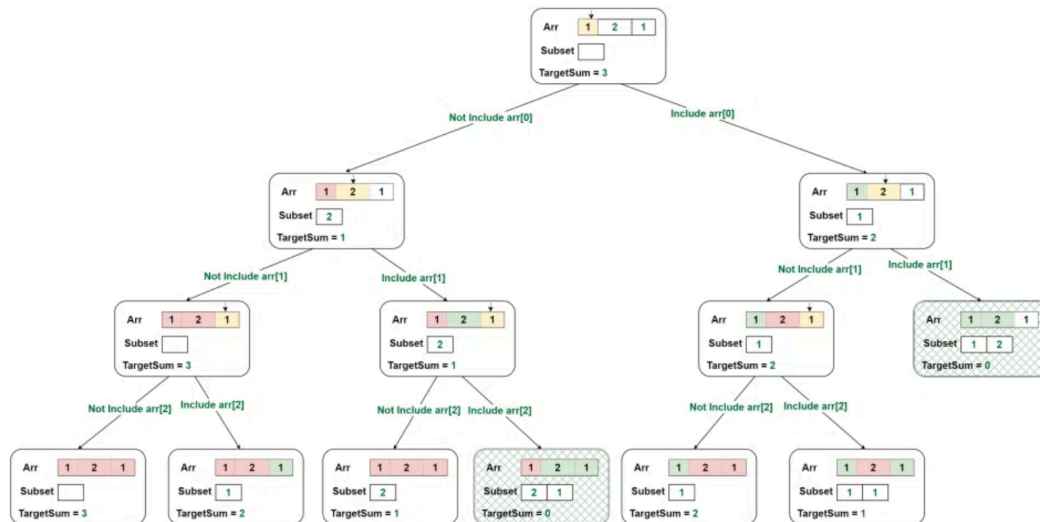 Arr 1 2 1
Subset
TargetSum = 3
Not Include arr[0]
Include arr[0]
Arr 1 2 1
Subset 2
TargetSum = 1
Arr 1 2 1
Subset 1
TargetSum = 2
Not Include arr[1]
Include arr[1]
Not Include arr[1]
Include arr[1]
Arr 1 2 1
Subset
TargetSum = 3
Arr 1 2 1
Subset 2
TargetSum = 1
Arr 1 2 1
Subset 1
TargetSum = 2
Arr 1 2 1
Subset 1 2
TargetSum = 0
Not Include arr[2]
Include arr[2]
Not Include arr[2]
Include arr[2]
Not Include arr[2]
Include arr[2]
Arr 1 2 1
Subset
TargetSum = 3
Arr 1 2 1
Subset 1
TargetSum = 2
Arr 1 2 1
Subset 2
TargetSum = 1
Arr 1 2 1
Subset 2 1
TargetSum = 0
Arr 1 2 1
Subset 1
TargetSum = 2
Arr 1 2 1
Subset 1 1
TargetSum = 1